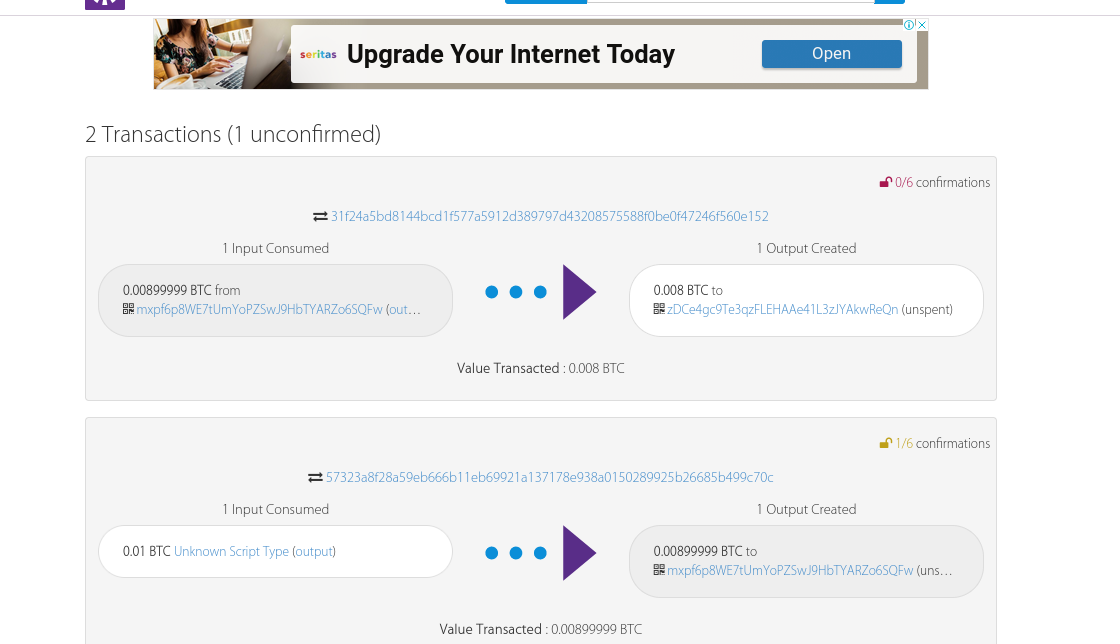 seritas Upgrade Your Internet Today Open
2 Transactions (1 unconfirmed)
0/6 confirmations
31f24a5bd8144bcd1f577a5912d389797d43208575588f0be0f47246f560e152
1 Input Consumed 1 Output Created
0.00899999 BTC from 0.008 BTC to
mxpf6p8WE7tUmYoPZSwJ9HbTYARZo6SQFw (out… zDCe4gc9Te3qzFLEHAAe41L3zJYAkwReQn (unspent)
Value Transacted : 0.008 BTC
1/6 confirmations
57323a8f28a59eb666b11eb69921a137178e938a0150289925b26685b499c70c
1 Input Consumed 1 Output Created
0.01 BTC Unknown Script Type (output) 0.00899999 BTC to
mxpf6p8WE7tUmYoPZSwJ9HbTYARZo6SQFw (uns…
Value Transacted : 0.00899999 BTC